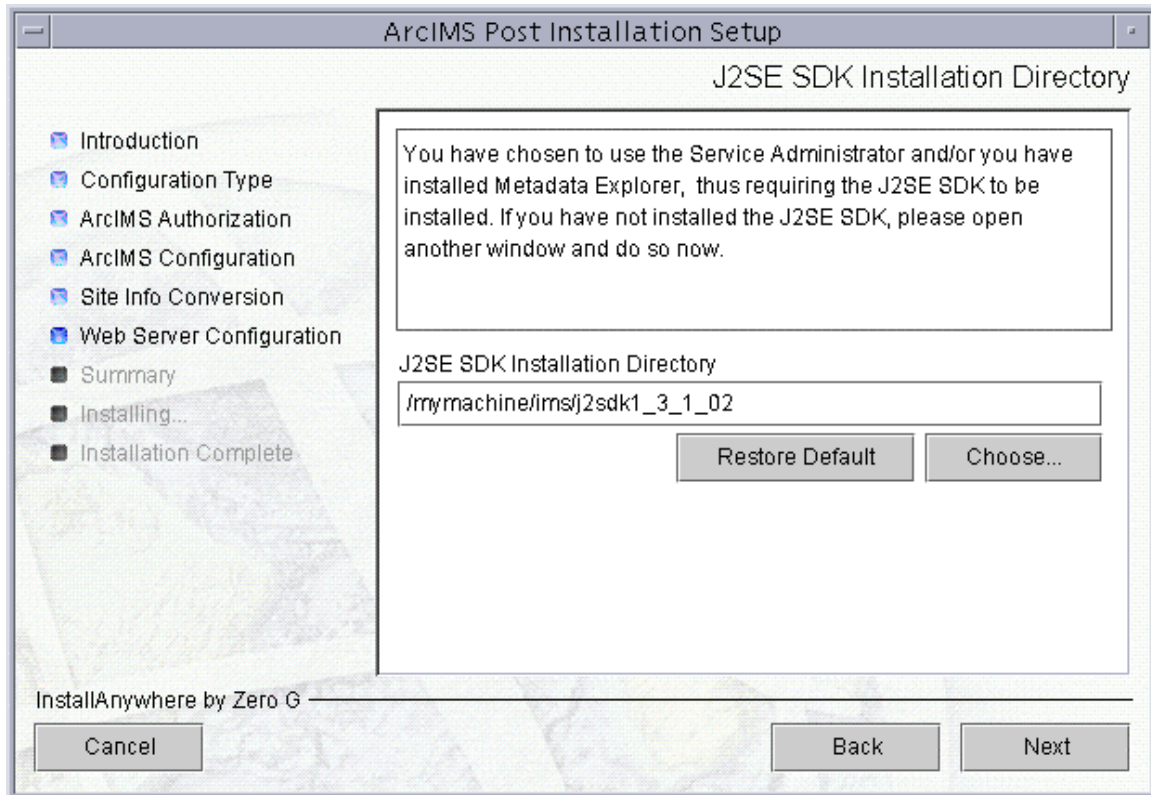 ArcIMS Post Installation Setup
J2SE SDK Installation Directory
Introduction
Configuration Type
ArcIMS Authorization
ArcIMS Configuration
Site Info Conversion
Web Server Configuration
Summary
Installing...
Installation Complete
You have chosen to use the Service Administrator and/or you have
installed Metadata Explorer, thus requiring the J2SE SDK to be
installed. If you have not installed the J2SE SDK, please open
another window and do so now.
J2SE SDK Installation Directory
/mymachine/ims/j2sdk1_3_1_02
Restore Default
Choose...
InstallAnywhere by Zero G
Cancel
Back
Next